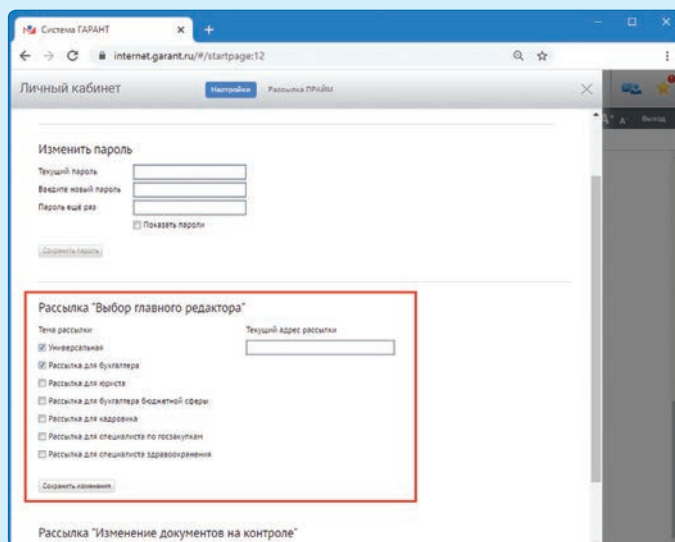 Система ГАРАНТ
internet.garant.ru/#/startpage:12
Личный кабинет Настройки Рассылка ПРАЙМ
Выход
Изменить пароль
Текущий пароль
Введите новый пароль
Пароль ещё раз
Показать пароли
Сохранить пароль
Рассылка "Выбор главного редактора"
Тема рассылки Текущий адрес рассылки
Универсальная
Рассылка для бухгалтера
Рассылка для юриста
Рассылка для бухгалтера бюджетной сферы
Рассылка для кадровика
Рассылка для специалиста по госзакупкам
Рассылка для специалиста здравоохранения
Сохранить изменения
Рассылка "Изменение документов на контроле"